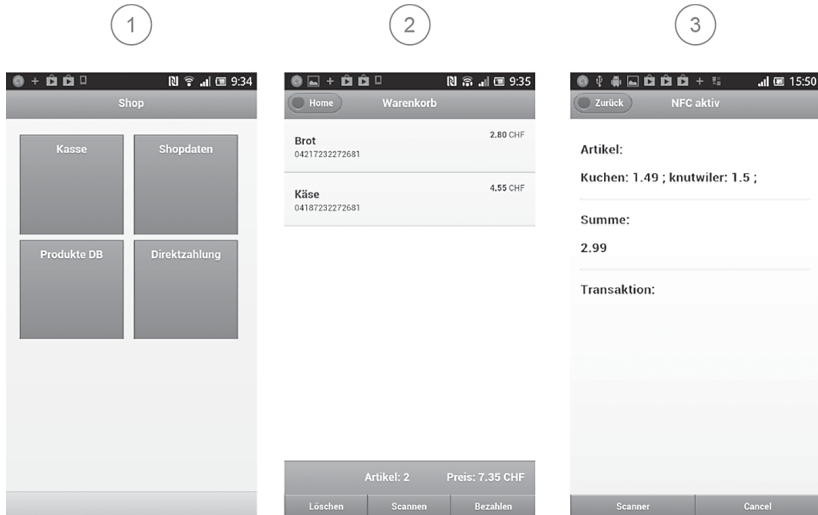 1
2
3
9:34
Shop
Kasse
Shopdaten
Produkte DB
Direktzahlung
9:35
Home
Warenkorb
Brot
2.80 CHF
04217232272681
Käse
4.55 CHF
04187232272681
Artikel: 2
Preis: 7.35 CHF
Löschen
Scannen
Bezahlen
15:50
Zurück
NFC aktiv
Artikel:
Kuchen: 1.49 ; knutwiler: 1.5 ;
Summe:
2.99
Transaktion:
Scanner
Cancel